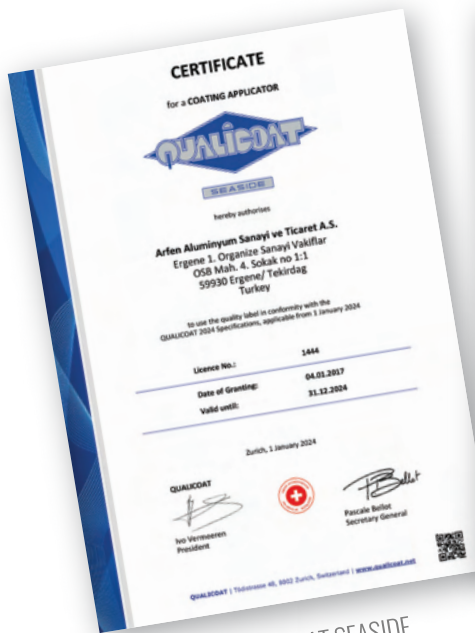 CERTIFICATE
for a COATING APPLICATOR
QUALICOAT
SEASIDE
hereby authorises
Arfen Aluminyum Sanayi ve Ticaret A.S.
Ergene 1. Organize Sanayi Vakiflar
OSB Mah. 4. Sokak no 1:1
59930 Ergene/ Tekirdag
Turkey
to use the quality label in conformity with the
QUALICOAT 2024 Specifications, applicable from 1 January 2024
Licence No.: 1444
Date of Granting: 04.01.2017
Valid until: 31.12.2024
Zurich, 1 January 2024
QUALICOAT
Ivo Vermeeren
President
Pascale Bellot
Secretary General
QUALICOAT | Tödistrasse 48, 8002 Zurich, Switzerland | www.qualicoat.net
SEASIDE